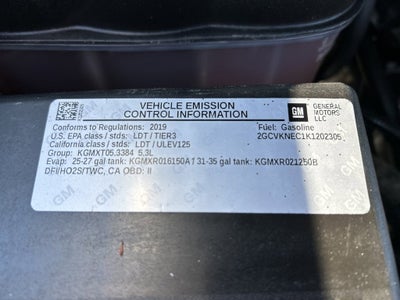 VEHICLE EMISSION
CONTROL INFORMATION
GM
GENERAL
MOTORS
LLC
Conforms to Regulations: 2019
Fuel: Gasoline
U.S. EPA class / stds: LDT / TIER3
2GCVKNEC1K1202305
California class / stds: LDT / ULEV125
Group: KGMXT05.3384 5.3L
Evap: 25-27 gal tank: KGMXR016150A / 31-35 gal tank: KGMXR021250B
DFI/HO2S/TWC, CA OBD: II